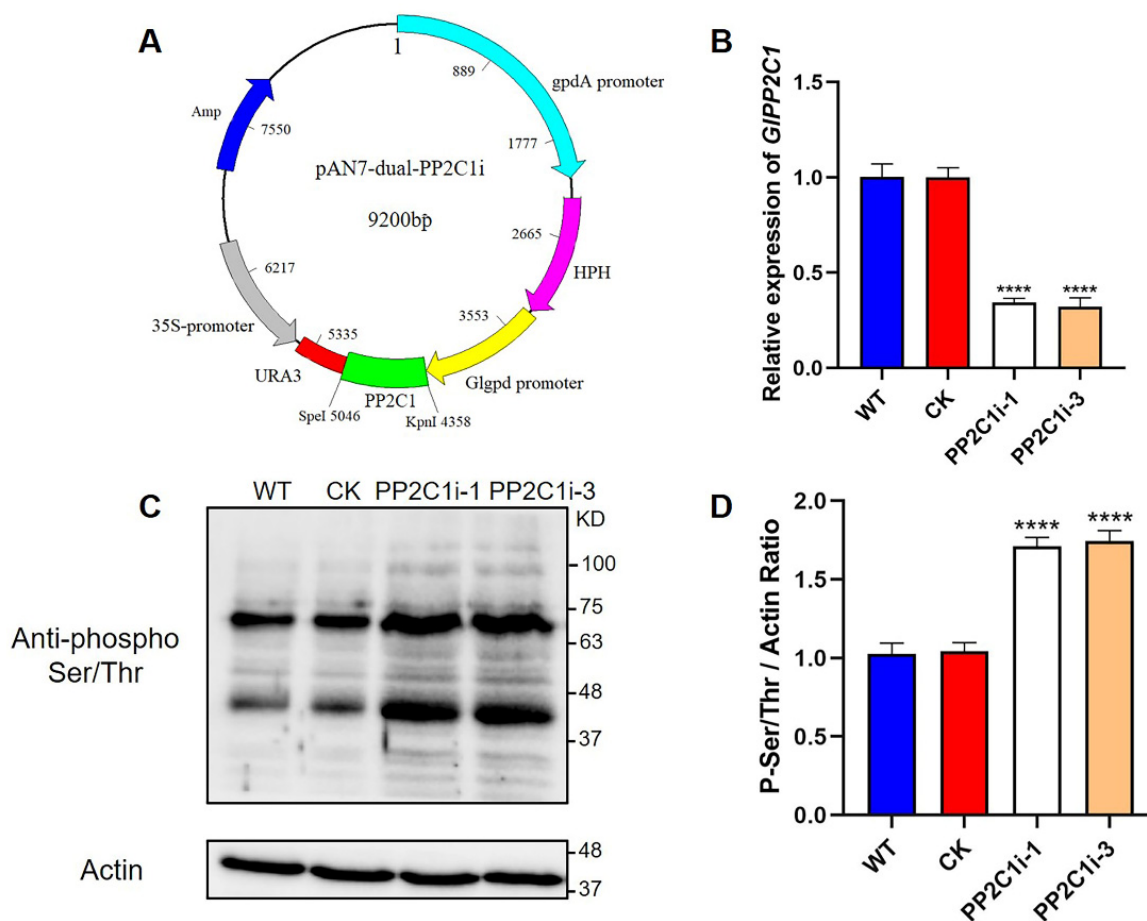 A
1
889
gpdA promoter
1777
2665
HPH
3553
Glgpd promoter
KpnI 4358
PP2C1
SpeI 5046
URA3
5335
35S-promoter
6217
7550
Amp
pAN7-dual-PP2C1i
9200bp
B
Relative expression of GlPP2C1
1.5
1.0
0.5
0.0
**** ****
WT
CK
PP2C1i-1
PP2C1i-3
C
WT CK PP2C1i-1 PP2C1i-3
KD
100
75
63
48
37
Anti-phospho
Ser/Thr
Actin
48
37
D
P-Ser/Thr / Actin Ratio
2.0
1.5
1.0
0.5
0.0
**** ****
WT
CK
PP2C1i-1
PP2C1i-3